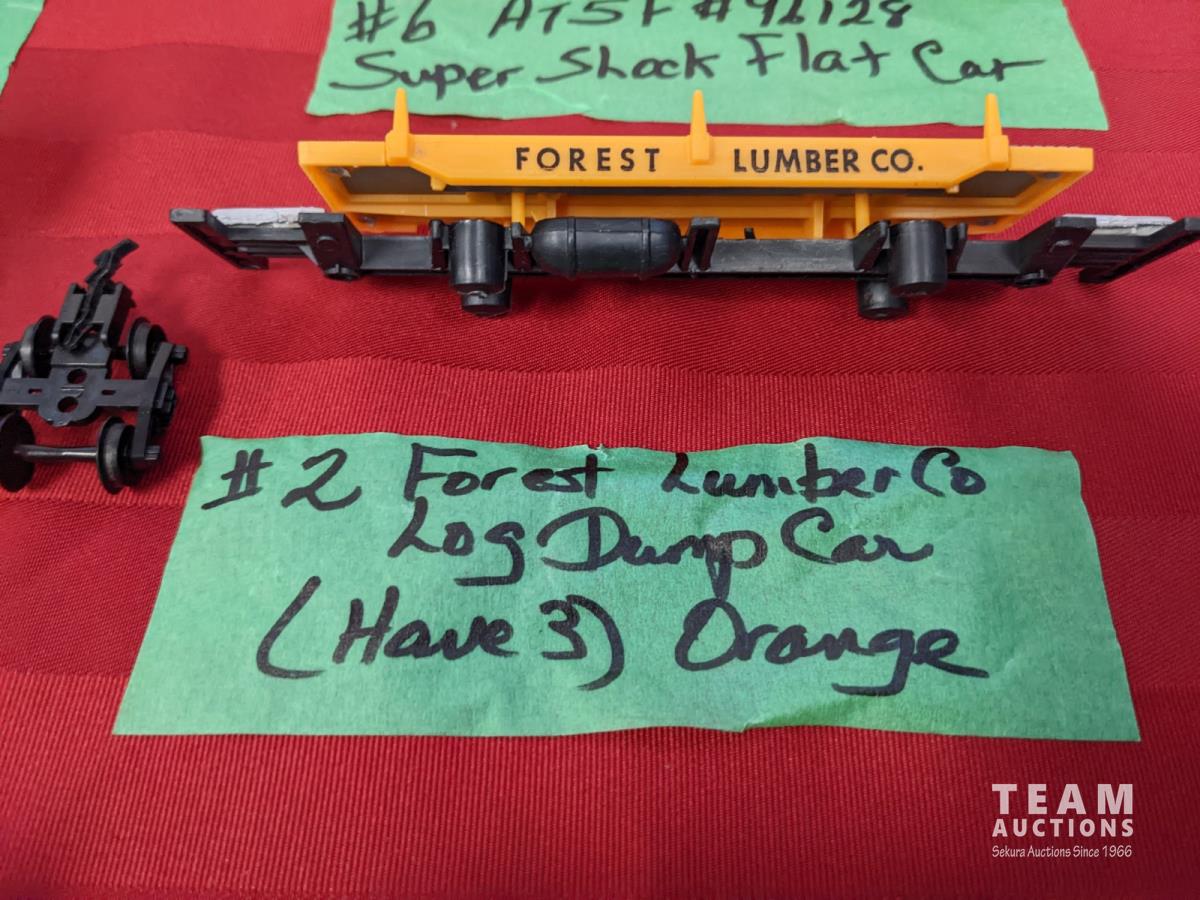 #6 AT5F #92128
Super Shock Flat Car
FOREST LUMBER CO.
#2 Forest Lumber Co
Log Dump Car
(Have 3) Orange
TEAM
AUCTIONS
Sekura Auctions Since 1966